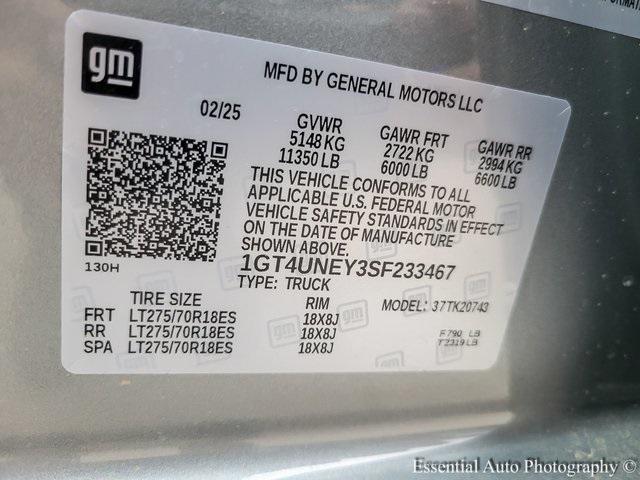 gm
MFD BY GENERAL MOTORS LLC
02/25
GVWR GAWR FRT GAWR RR
5148 KG 2722 KG 2994 KG
11350 LB 6000 LB 6600 LB
THIS VEHICLE CONFORMS TO ALL
APPLICABLE U.S. FEDERAL MOTOR
VEHICLE SAFETY STANDARDS IN EFFECT
ON THE DATE OF MANUFACTURE
SHOWN ABOVE.
130H
1GT4UNEY3SF233467
TYPE: TRUCK
TIRE SIZE RIM MODEL: 37TK20743
FRT LT275/70R18ES 18X8J
RR LT275/70R18ES 18X8J F790 LB
SPA LT275/70R18ES 18X8J T2319 LB
Essential Auto Photography ©